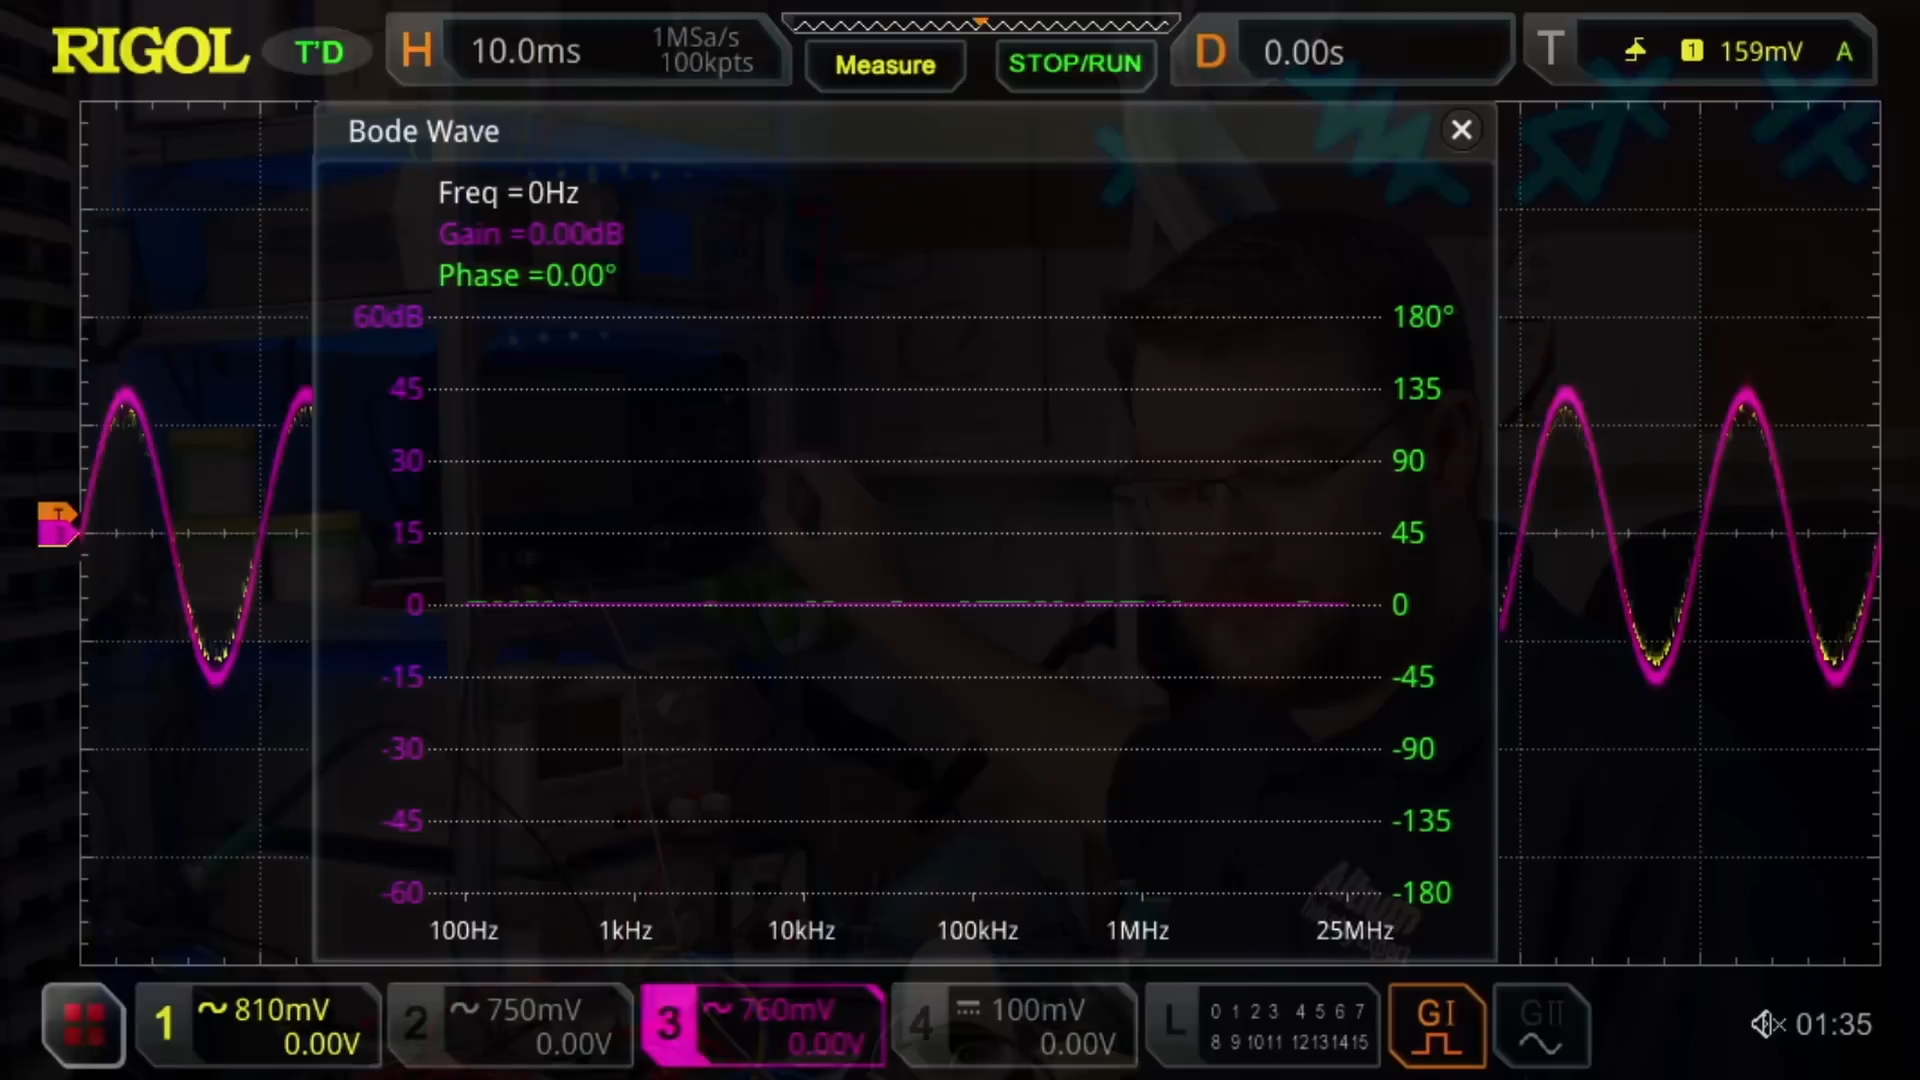 RIGOL T'D H 10.0ms 1MSa/s 100kpts Measure STOP/RUN D 0.00s T 1 159mV A
Bode Wave
Freq =0Hz
Gain =0.00dB
Phase =0.00°
60dB 180°
45 135
30 90
15 45
0 0
-15 -45
-30 -90
-45 -135
-60 -180
100Hz 1kHz 10kHz 100kHz 1MHz 25MHz
T
1 810mV 2 750mV 3 760mV 4 100mV L 0 1 2 3 4 5 6 7 GI GII
0.00V 0.00V 0.00V 0.00V 8 9 10 11 12 13 14 15 01:35